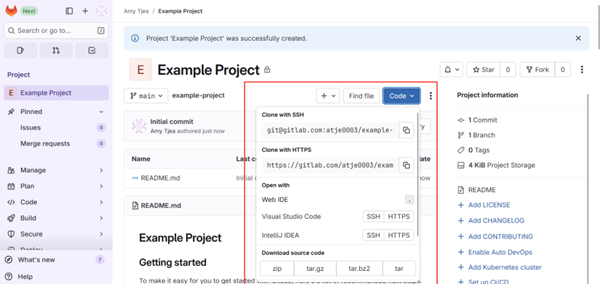 Next
Amy Tjea / Example Project
Search or go to...
/
Project 'Example Project' was successfully created.
Project
E Example Project
E Example Project
Star 0
Fork 0
Pinned
Issues 0
Merge requests 0
main
example-project
Find file
Code
Project information
Initial commit
Amy Tjea authored just now
Clone with SSH
git@gitlab.com:atje0003/example-
Clone with HTTPS
https://gitlab.com/atje0003/exam
Open with
Web IDE
.
Visual Studio Code SSH HTTPS
IntelliJ IDEA SSH HTTPS
Download source code
zip tar.gz tar.bz2 tar
1 Commit
1 Branch
0 Tags
4 KiB Project Storage
Name
README.md
README.md
Example Project
Getting started
To make it easy for you to get started with
README
+ Add LICENSE
+ Add CHANGELOG
+ Add CONTRIBUTING
+ Enable Auto DevOps
+ Add Kubernetes cluster
+ Set up CI/CD
Manage
Plan
Code
Build
Secure
Deploy
What's new 7
Help